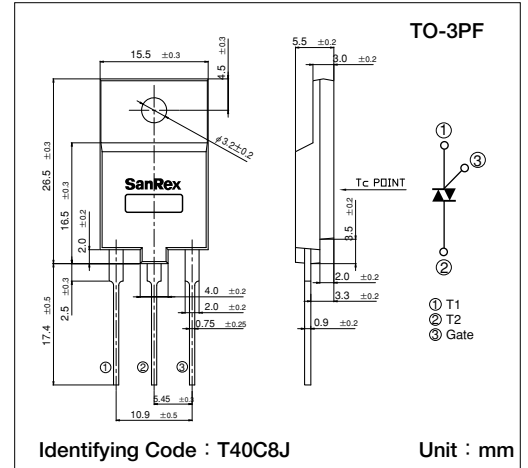 TO-3PF
15.5 ±0.3
4.5 ±0.3
5.5 ±0.2
3.0 ±0.2
φ3.2±0.2
26.5 ±0.3
16.5 ±0.3
2.0 ±0.2
SanRex
Tc POINT
3.5 ±0.2
17.4 ±0.5
2.5 ±0.3
4.0 ±0.2
2.0 ±0.2
0.75 ±0.25
2.0 ±0.2
3.3 ±0.2
0.9 ±0.2
① ② ③
5.45 ±0.3
10.9 ±0.5
①
③
②
① T1
② T2
③ Gate
Identifying Code : T40C8J
Unit : mm